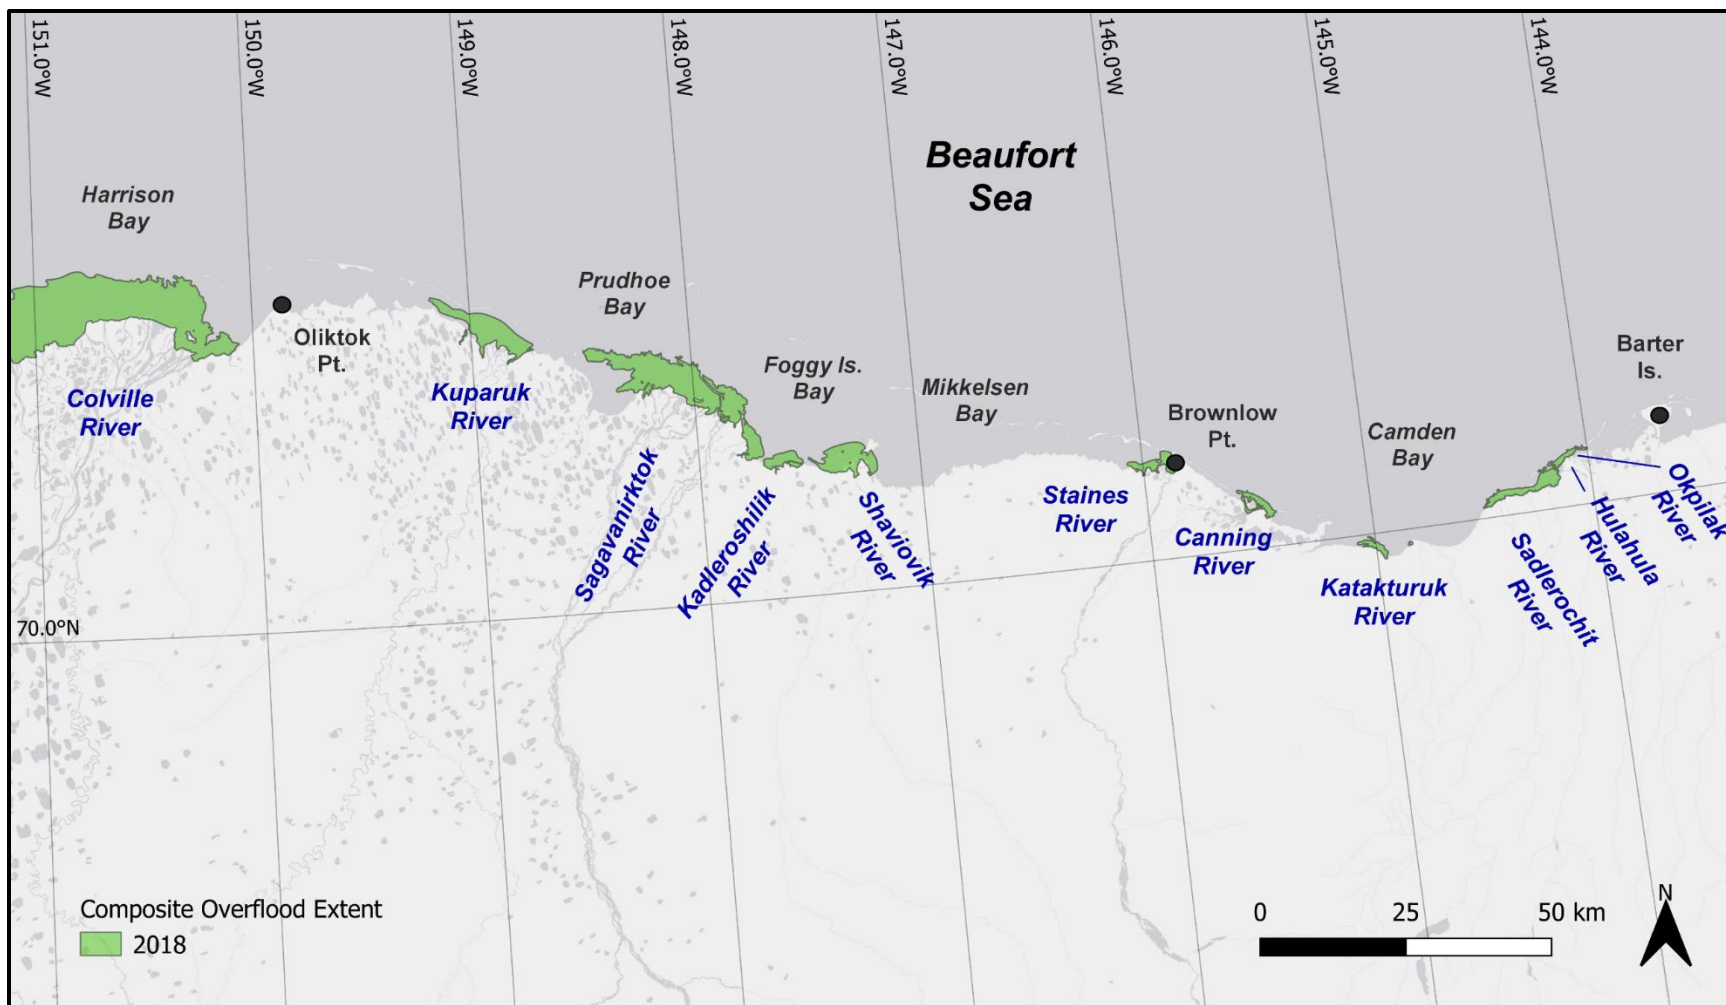 151.0°W
150.0°W
149.0°W
148.0°W
147.0°W
146.0°W
145.0°W
144.0°W
Beaufort
Sea
Harrison
Bay
Prudhoe
Bay
Oliktok
Pt.
Foggy Is.
Bay
Mikkelsen
Bay
Brownlow
Pt.
Camden
Bay
Barter
Is.
Colville
River
Kuparuk
River
Sagavanirktok
River
Kadleroshilik
River
Shaviovik
River
Staines
River
Canning
River
Katakturuk
River
Sadlerochit
River
Hulahula
River
Okpilak
River
70.0°N
Composite Overflood Extent
2018
0 25 50 km
N